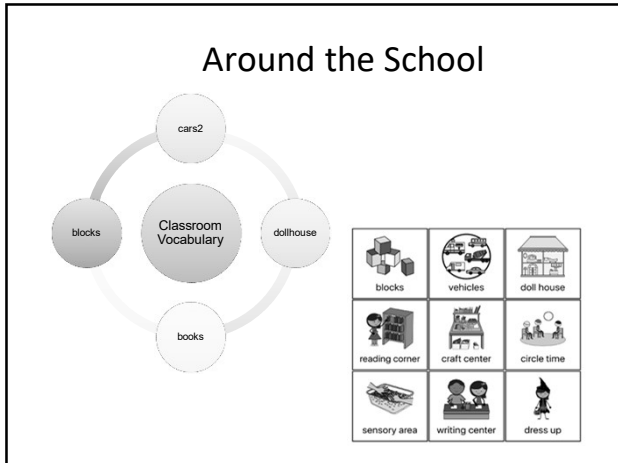 Around the School
cars2
blocks
Classroom
Vocabulary
dollhouse
books
blocks
vehicles
doll house
reading corner
craft center
circle time
sensory area
writing center
dress up